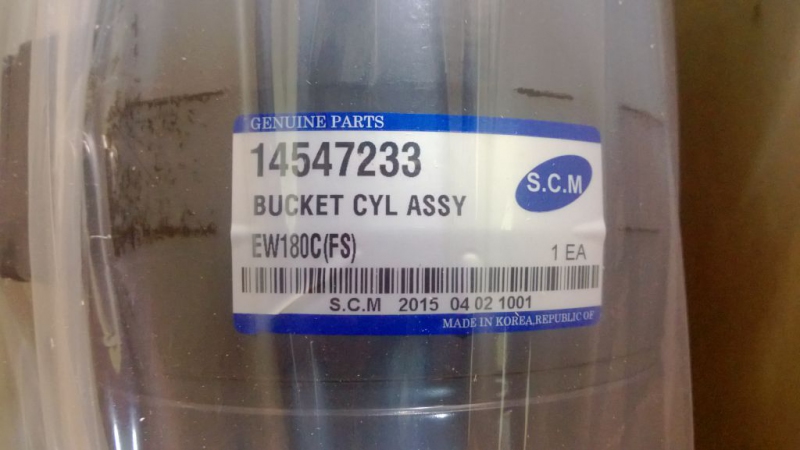 GENUINE PARTS
14547233
S.C.M
BUCKET CYL ASSY
EW180C(FS)
1 EA
S.C.M 2015 04 02 1001
MADE IN KOREA,REPUBLIC OF